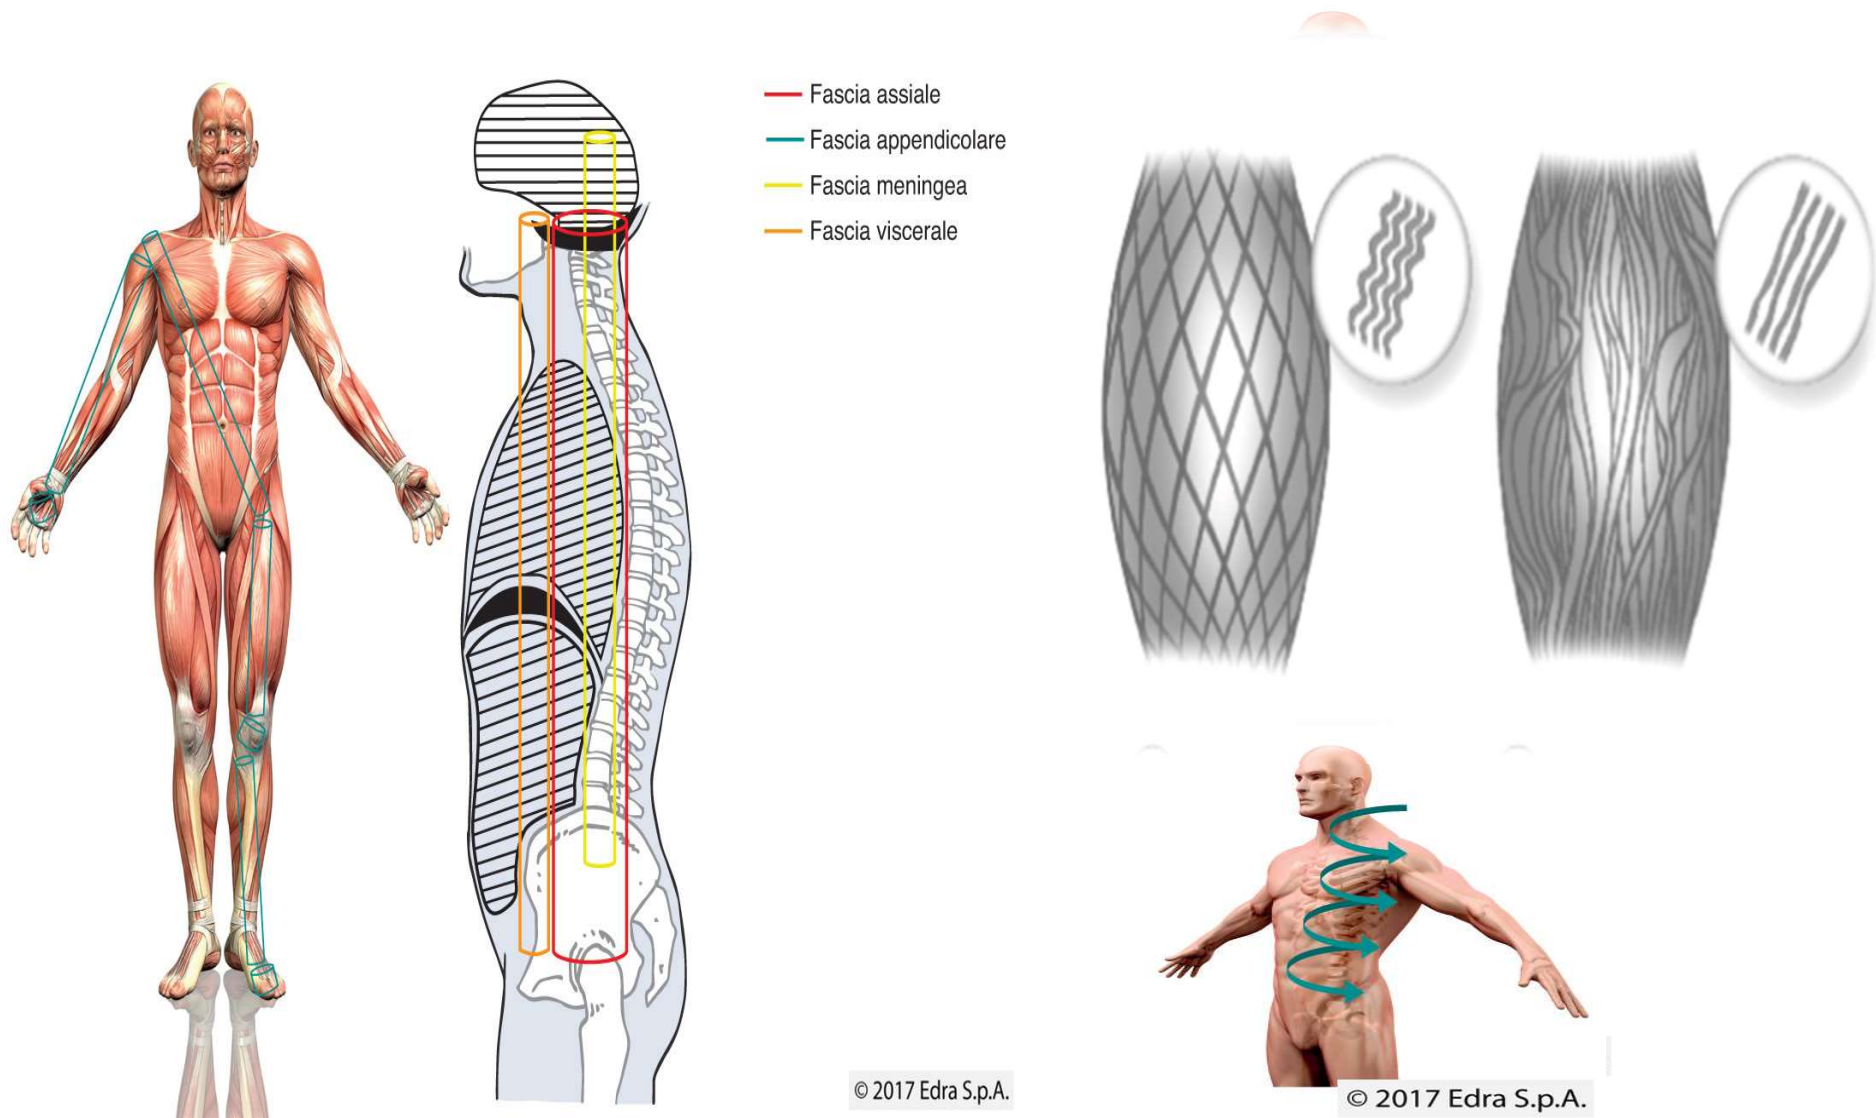 Fascia assiale
Fascia appendicolare
Fascia meningea
Fascia viscerale
© 2017 Edra S.p.A.
© 2017 Edra S.p.A.